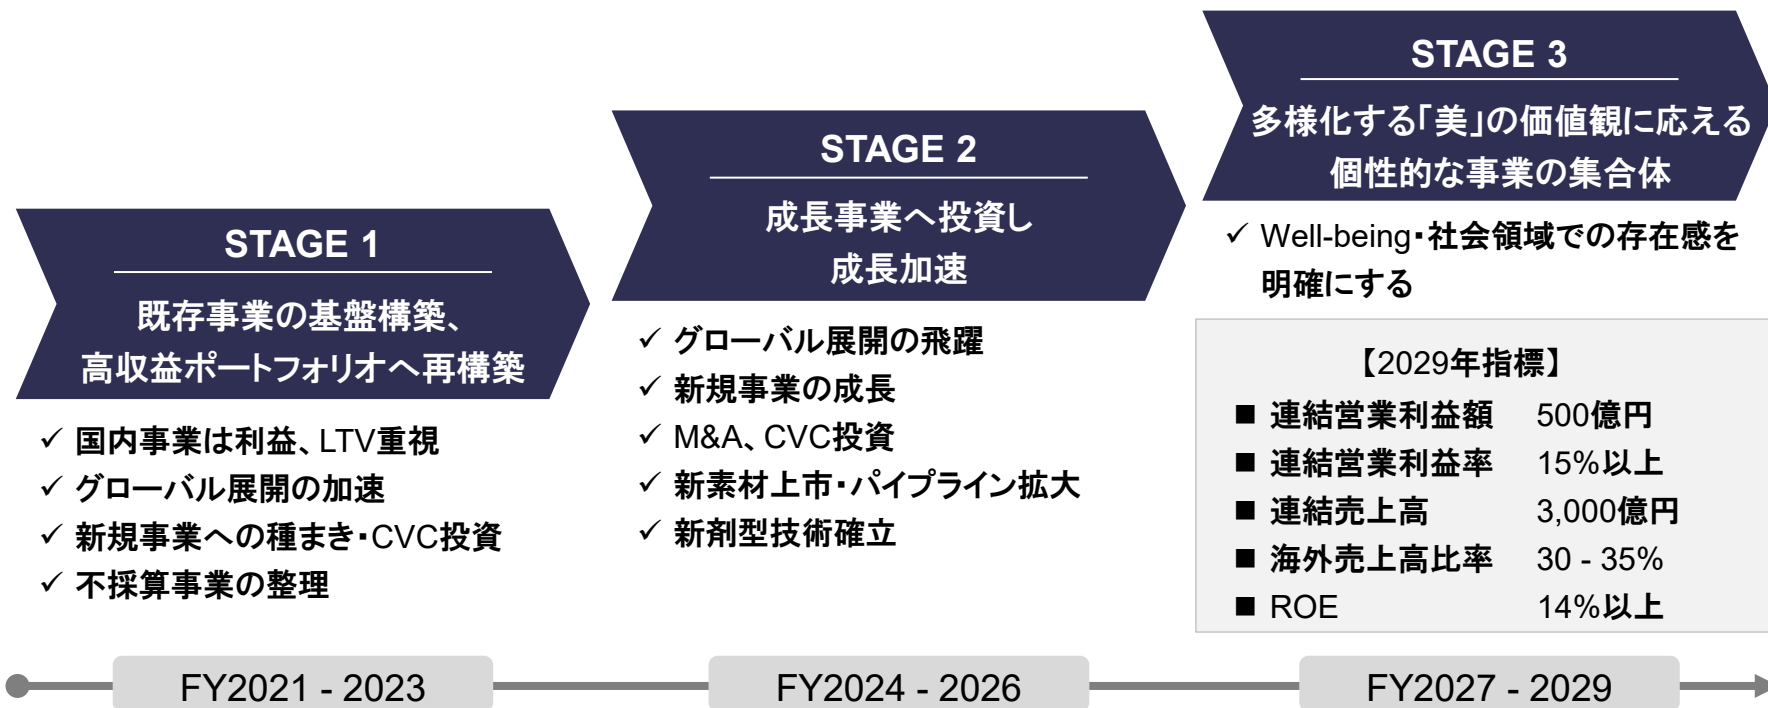 STAGE 1
既存事業の基盤構築、
高収益ポートフォリオへ再構築
✓ 国内事業は利益、LTV重視
✓ グローバル展開の加速
✓ 新規事業への種まき・CVC投資
✓ 不採算事業の整理
FY2021 - 2023
STAGE 2
成長事業へ投資し
成長加速
✓ グローバル展開の飛躍
✓ 新規事業の成長
✓ M&A、CVC投資
✓ 新素材上市・パイプライン拡大
✓ 新剤型技術確立
FY2024 - 2026
STAGE 3
多様化する「美」の価値観に応える
個性的な事業の集合体
✓ Well-being・社会領域での存在感を
明確にする
【2029年指標】
■ 連結営業利益額 500億円
■ 連結営業利益率 15%以上
■ 連結売上高 3,000億円
■ 海外売上高比率 30 - 35%
■ ROE 14%以上
FY2027 - 2029